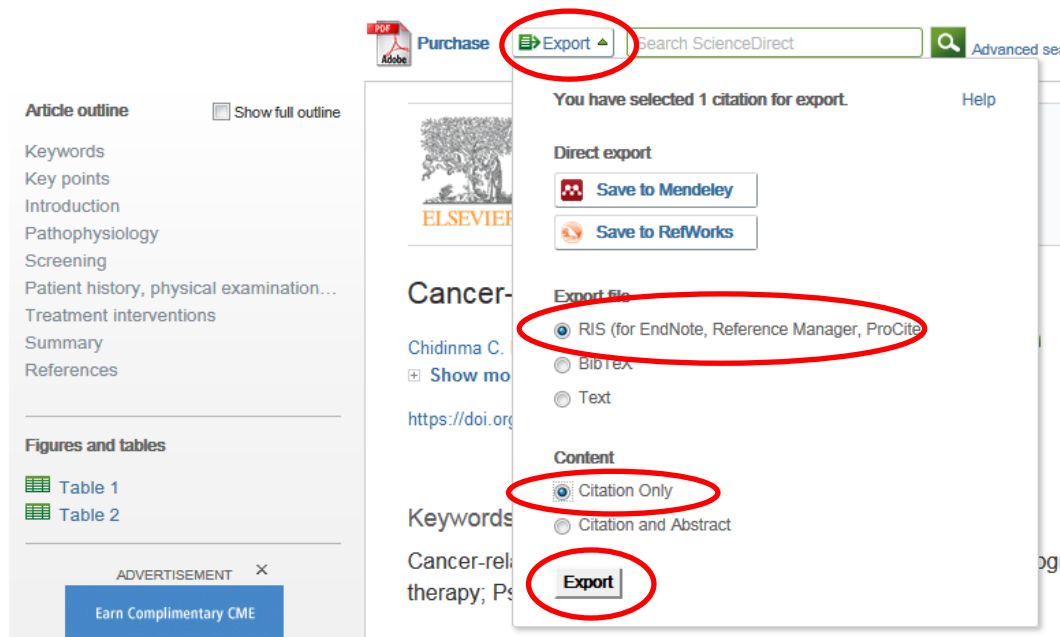 PDF
Adobe
Purchase
Export
Search ScienceDirect
Advanced
Article outline
Show full outline
Keywords
Key points
Introduction
Pathophysiology
Screening
Patient history, physical examination…
Treatment interventions
Summary
References
Figures and tables
Table 1
Table 2
ADVERTISEMENT ×
Earn Complimentary CME
ELSEVIER
Cancer-
Chidinma C.
Show mo
https://doi.org
Keywords
Cancer-rel
therapy; Ps
You have selected 1 citation for export.
Help
Direct export
Save to Mendeley
Save to RefWorks
Export file
RIS (for EndNote, Reference Manager, ProCite
BibTeX
Text
Content
Citation Only
Citation and Abstract
Export